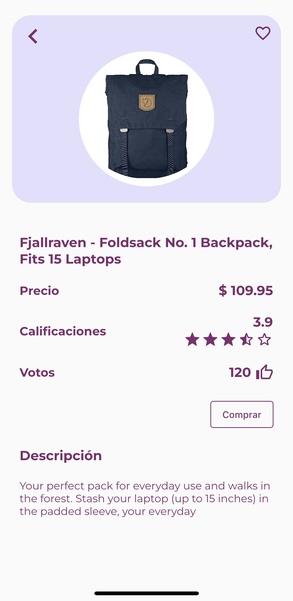 Fjallraven - Foldsack No. 1 Backpack,
Fits 15 Laptops
Precio
$ 109.95
Calificaciones
3.9
Votos
120
Comprar
Descripción
Your perfect pack for everyday use and walks in
the forest. Stash your laptop (up to 15 inches) in
the padded sleeve, your everyday